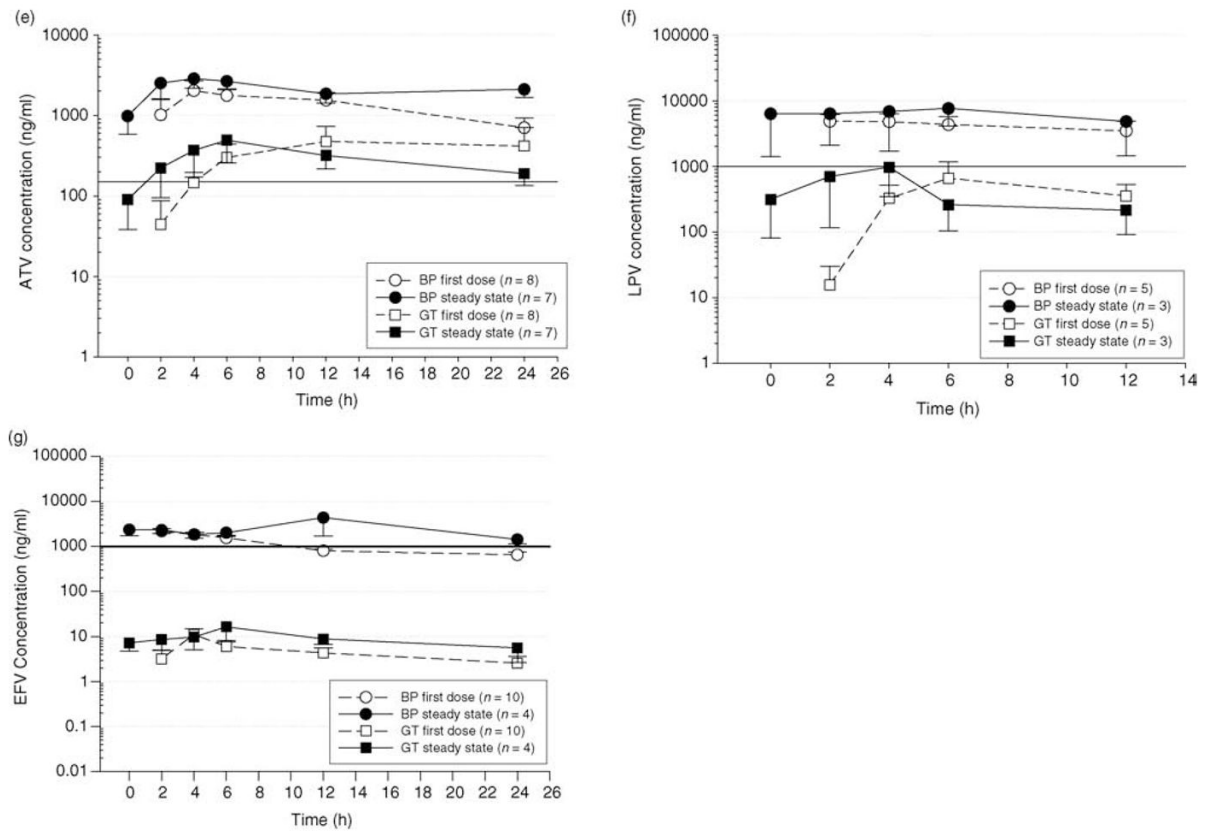 (e)
10000
1000
100
10
1
ATV concentration (ng/ml)
BP first dose (n = 8)
BP steady state (n = 7)
GT first dose (n = 8)
GT steady state (n = 7)
0 2 4 6 8 10 12 14 16 18 20 22 24 26
Time (h)
(f)
100000
10000
1000
100
10
1
LPV concentration (ng/ml)
BP first dose (n = 5)
BP steady state (n = 3)
GT first dose (n = 5)
GT steady state (n = 3)
0 2 4 6 8 10 12 14
Time (h)
(g)
100000
10000
1000
100
10
1
0.1
0.01
EFV Concentration (ng/ml)
BP first dose (n = 10)
BP steady state (n = 4)
GT first dose (n = 10)
GT steady state (n = 4)
0 2 4 6 8 10 12 14 16 18 20 22 24 26
Time (h)